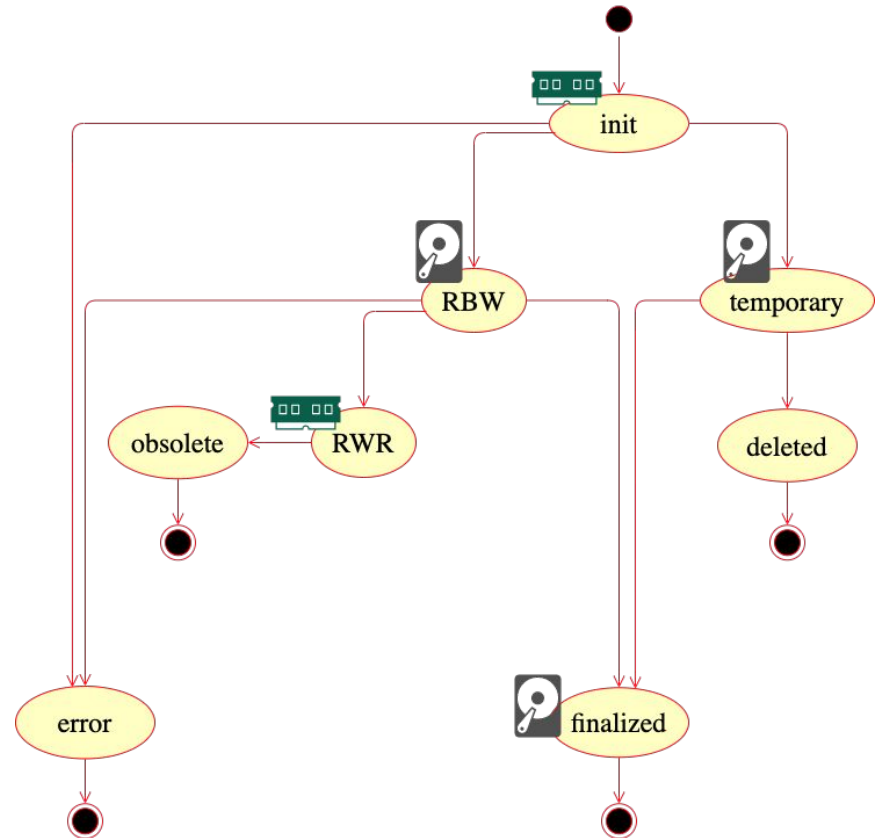 init
RBW
temporary
obsolete
RWR
deleted
error
finalized